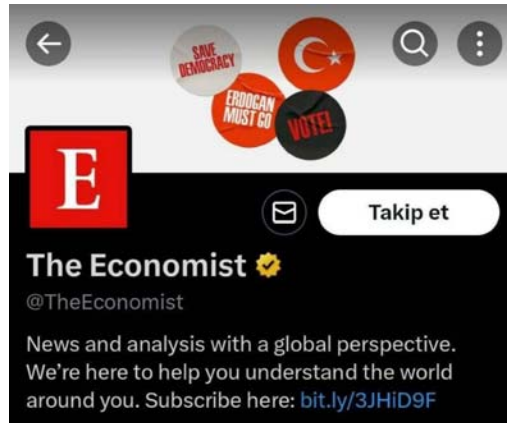 SAVE
DEMOCRACY
ERDOGAN
MUST GO
VOTE!
E
Takip et
The Economist
@TheEconomist
News and analysis with a global perspective.
We're here to help you understand the world
around you. Subscribe here: bit.ly/3JHiD9F